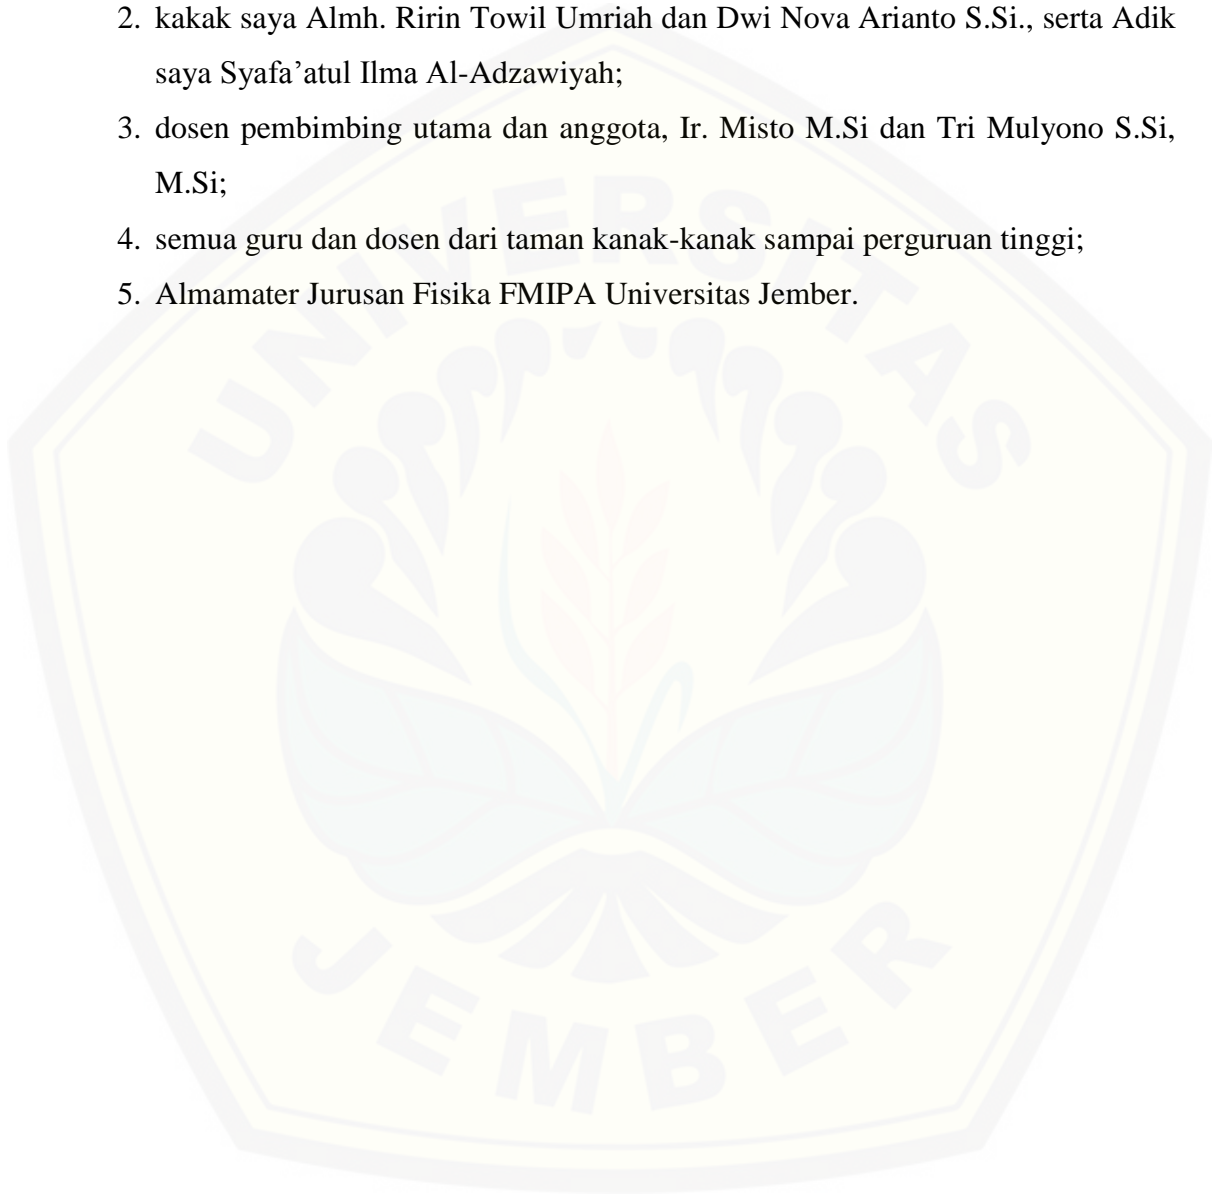 2. kakak saya Almh. Ririn Towil Umriah dan Dwi Nova Arianto S.Si., serta Adik
saya Syafa’atul Ilma Al-Adzawiyah;
3. dosen pembimbing utama dan anggota, Ir. Misto M.Si dan Tri Mulyono S.Si,
M.Si;
4. semua guru dan dosen dari taman kanak-kanak sampai perguruan tinggi;
5. Almamater Jurusan Fisika FMIPA Universitas Jember.
UNIVERSITAS
JEMBER